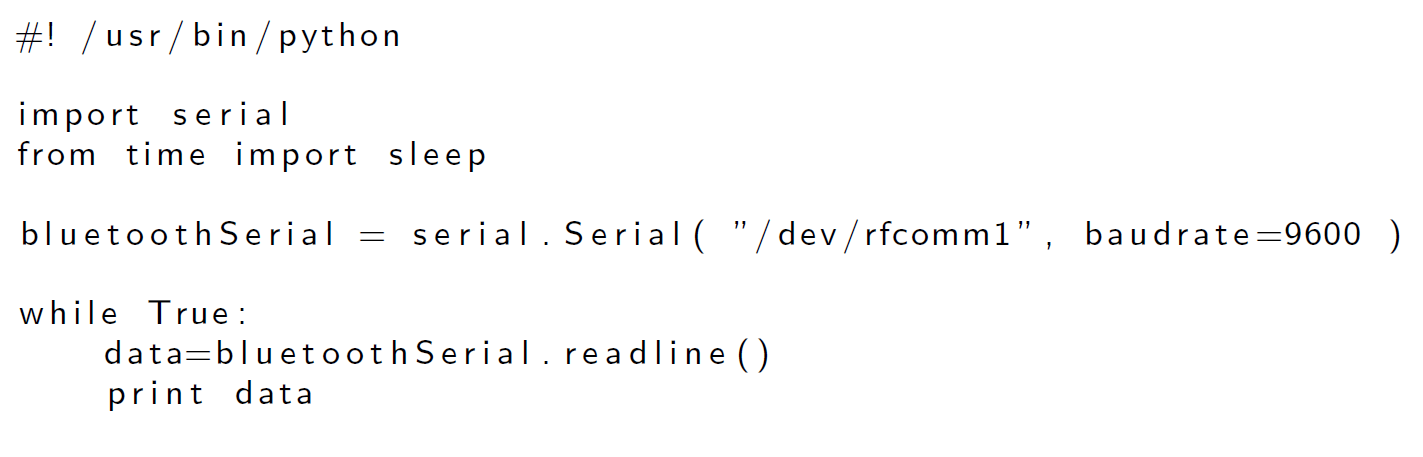 #! /usr/bin/python
import serial
from time import sleep
bluetoothSerial = serial.Serial( "/dev/rfcomm1", baudrate=9600 )
while True:
    data=bluetoothSerial.readline()
    print data